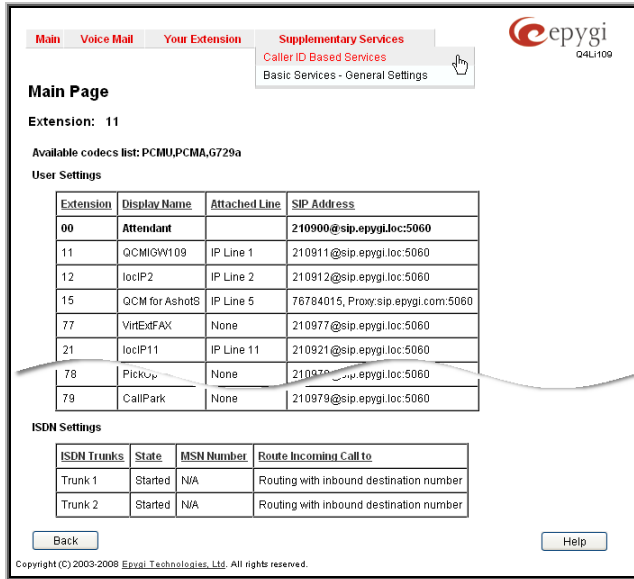 Main Voice Mail Your Extension Supplementary Services
epygi
Q4Li109
Caller ID Based Services
Basic Services - General Settings
Main Page
Extension: 11
Available codecs list: PCMU,PCMA,G729a
User Settings
Extension Display Name Attached Line SIP Address
00 Attendant 210900@sip.epygi.loc:5060
11 QCMIGW109 IP Line 1 210911@sip.epygi.loc:5060
12 locIP2 IP Line 2 210912@sip.epygi.loc:5060
15 QCM for AshotS IP Line 5 76784015, Proxy:sip.epygi.com:5060
77 VirtExtFAX None 210977@sip.epygi.loc:5060
21 locIP11 IP Line 11 210921@sip.epygi.loc:5060
78 PickUp None 210978@sip.epygi.loc:5060
79 CallPark None 210979@sip.epygi.loc:5060
ISDN Settings
ISDN Trunks State MSN Number Route Incoming Call to
Trunk 1 Started N/A Routing with inbound destination number
Trunk 2 Started N/A Routing with inbound destination number
Back Help
Copyright (C) 2003-2008 Epygi Technologies, Ltd. All rights reserved.